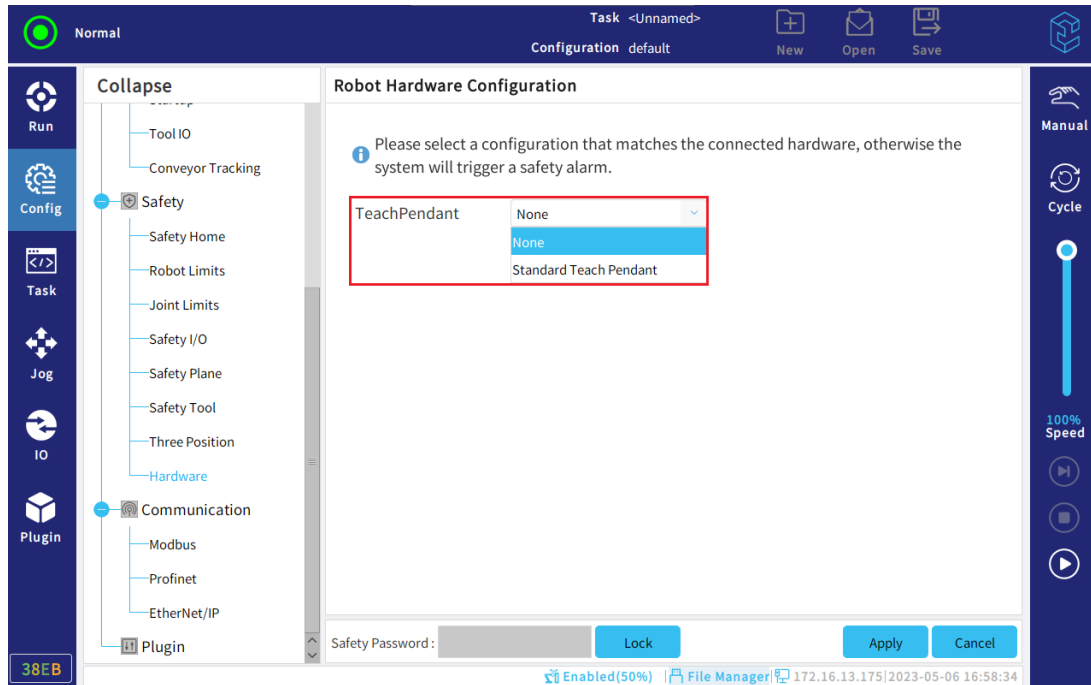 Normal
Task <Unnamed>
Configuration default
New
Open
Save
Run
Config
Task
Jog
IO
Plugin
38EB
Collapse
Startup
Tool IO
Conveyor Tracking
Safety
Safety Home
Robot Limits
Joint Limits
Safety I/O
Safety Plane
Safety Tool
Three Position
Hardware
Communication
Modbus
Profinet
EtherNet/IP
Plugin
Robot Hardware Configuration
Please select a configuration that matches the connected hardware, otherwise the
system will trigger a safety alarm.
TeachPendant None
None
Standard Teach Pendant
Safety Password : Lock Apply Cancel
Enabled(50%) | File Manager| 172.16.13.175|2023-05-06 16:58:34
Manual
Cycle
100%
Speed